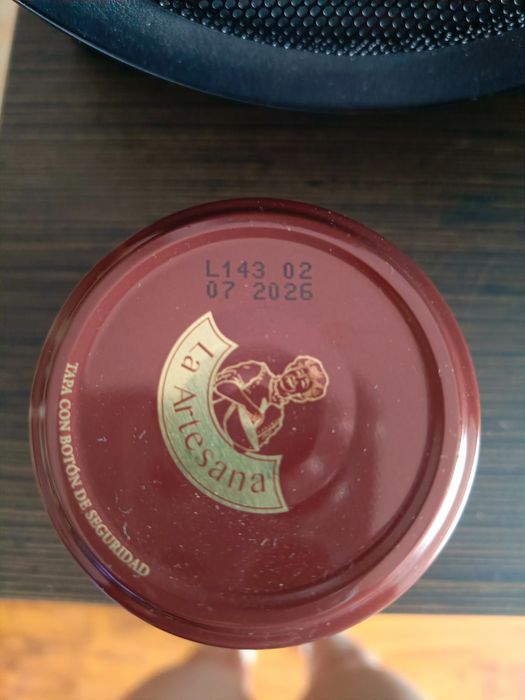 L143 02
07 2026
La Artesana
TAPA CON BOTÓN DE SEGURIDAD